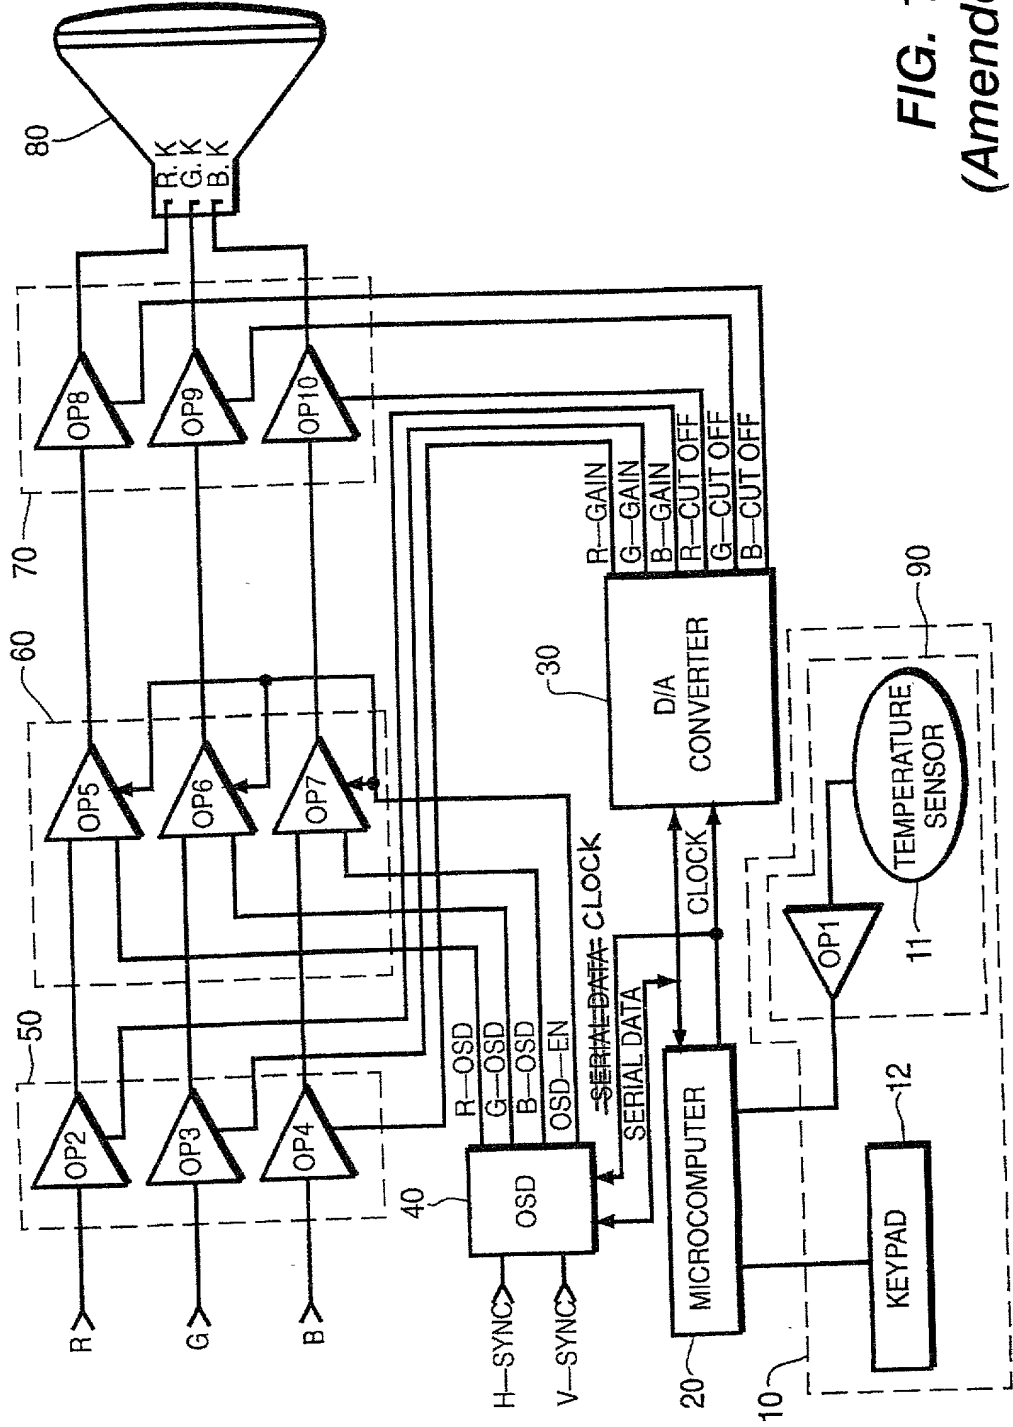 80
R. K
G. K
B. K
OP8
OP9
OP10
70
60
OP5
OP6
OP7
50
OP2
OP3
OP4
R
G
B
R—GAIN
G—GAIN
B—GAIN
R—CUT OFF
G—CUT OFF
B—CUT OFF
30
D/A
CONVERTER
R—OSD
G—OSD
B—OSD
OSD—EN
SERIAL DATA CLOCK
SERIAL DATA
CLOCK
40
OSD
H—SYNC
V—SYNC
MICROCOMPUTER
20
10
KEYPAD
12
OP1
11
TEMPERATURE
SENSOR
90
FIG.